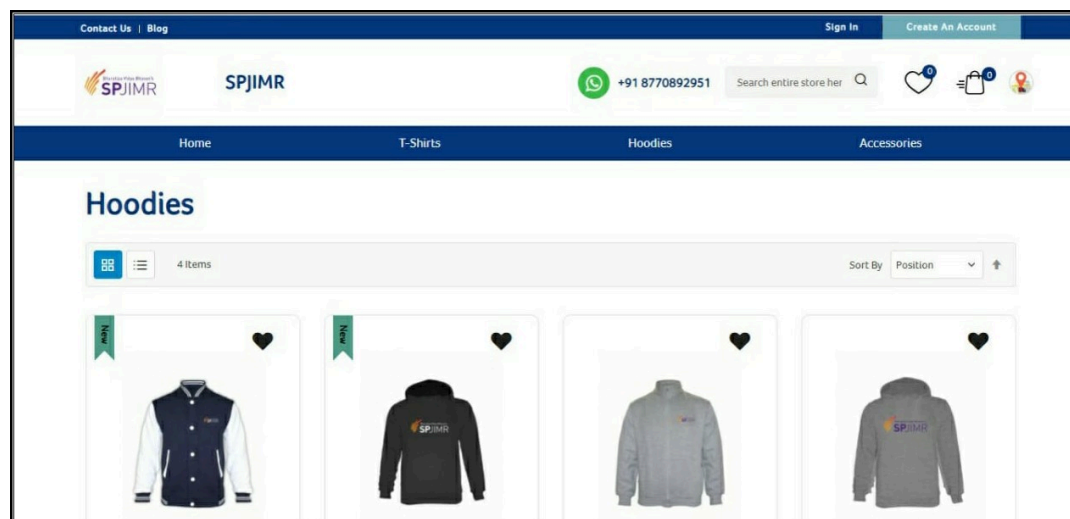 Contact Us | Blog
Sign In
Create An Account
SPJIMR
SPJIMR
+91 8770892951
Search entire store her
0
0
Home
T-Shirts
Hoodies
Accessories
Hoodies
4 Items
Sort By
Position
New
New
SPJIMR
SPJIMR